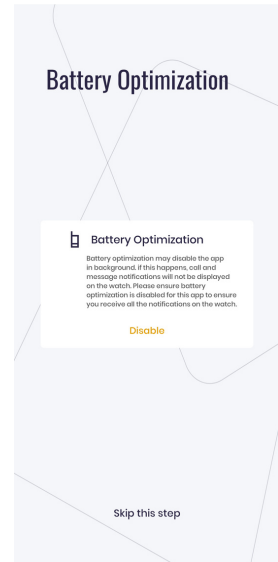 Battery Optimization
Battery Optimization
Battery optimization may disable the app
in background. if this happens, call and
message notifications will not be displayed
on the watch. Please ensure battery
optimization is disabled for this app to ensure
you receive all the notifications on the watch.
Disable
Skip this step